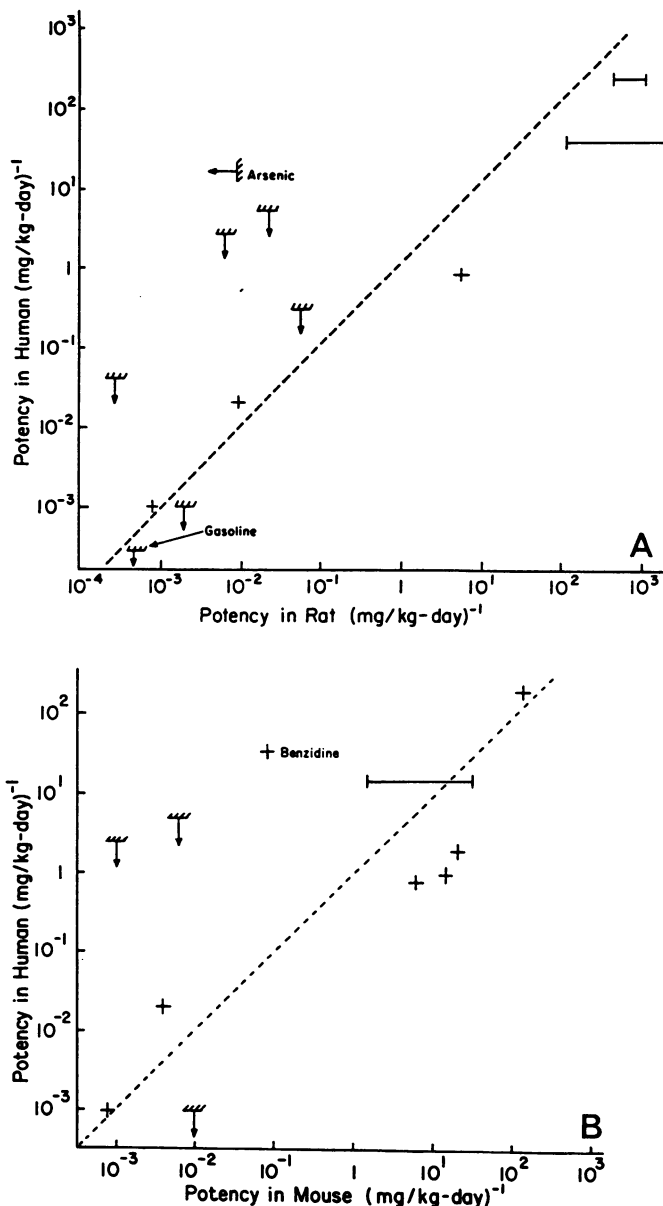 10³
10²
10¹
1
10⁻¹
10⁻²
10⁻³
Potency in Human (mg/kg-day)⁻¹
Arsenic
Gasoline
A
10⁻⁴ 10⁻³ 10⁻² 10⁻¹ 1 10¹ 10² 10³
Potency in Rat (mg/kg-day)⁻¹
10²
10¹
1
10⁻¹
10⁻²
10⁻³
Potency in Human (mg/kg-day)⁻¹
Benzidine
B
10⁻³ 10⁻² 10⁻¹ 1 10¹ 10² 10³
Potency in Mouse (mg/kg-day)⁻¹